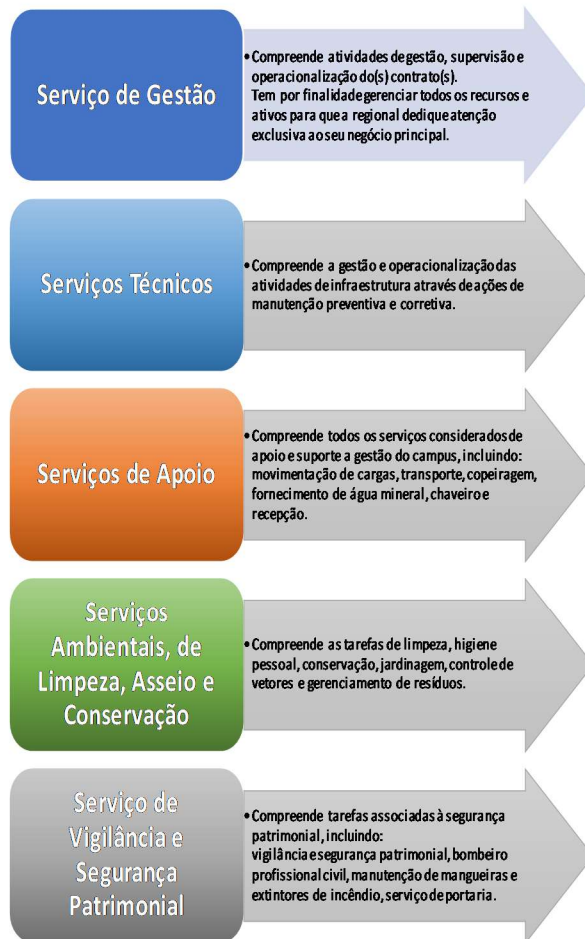 Serviço de Gestão
• Compreende atividades de gestão, supervisão e
operacionalização do(s) contrato(s).
Tem por finalidade gerenciar todos os recursos e
ativos para que a regional dedique atenção
exclusiva ao seu negócio principal.
Serviços Técnicos
• Compreende a gestão e operacionalização das
atividades de infraestrutura através de ações de
manutenção preventiva e corretiva.
Serviços de Apoio
• Compreende todos os serviços considerados de
apoio e suporte a gestão do campus, incluindo:
movimentação de cargas, transporte, copeiragem,
fornecimento de água mineral, chaveiro e
recepção.
Serviços
Ambientais, de
Limpeza, Asseio e
Conservação
• Compreende as tarefas de limpeza, higiene
pessoal, conservação, jardinagem, controle de
vetores e gerenciamento de resíduos.
Serviço de
Vigilância e
Segurança
Patrimonial
• Compreende tarefas associadas à segurança
patrimonial, incluindo:
vigilância e segurança patrimonial, bombeiro
profissional civil, manutenção de mangueiras e
extintores de incêndio, serviço de portaria.